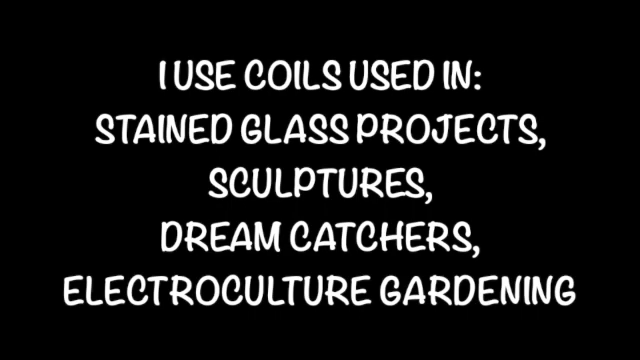 I USE COILS USED IN:
STAINED GLASS PROJECTS,
SCULPTURES,
DREAM CATCHERS,
ELECTROCULTURE GARDENING